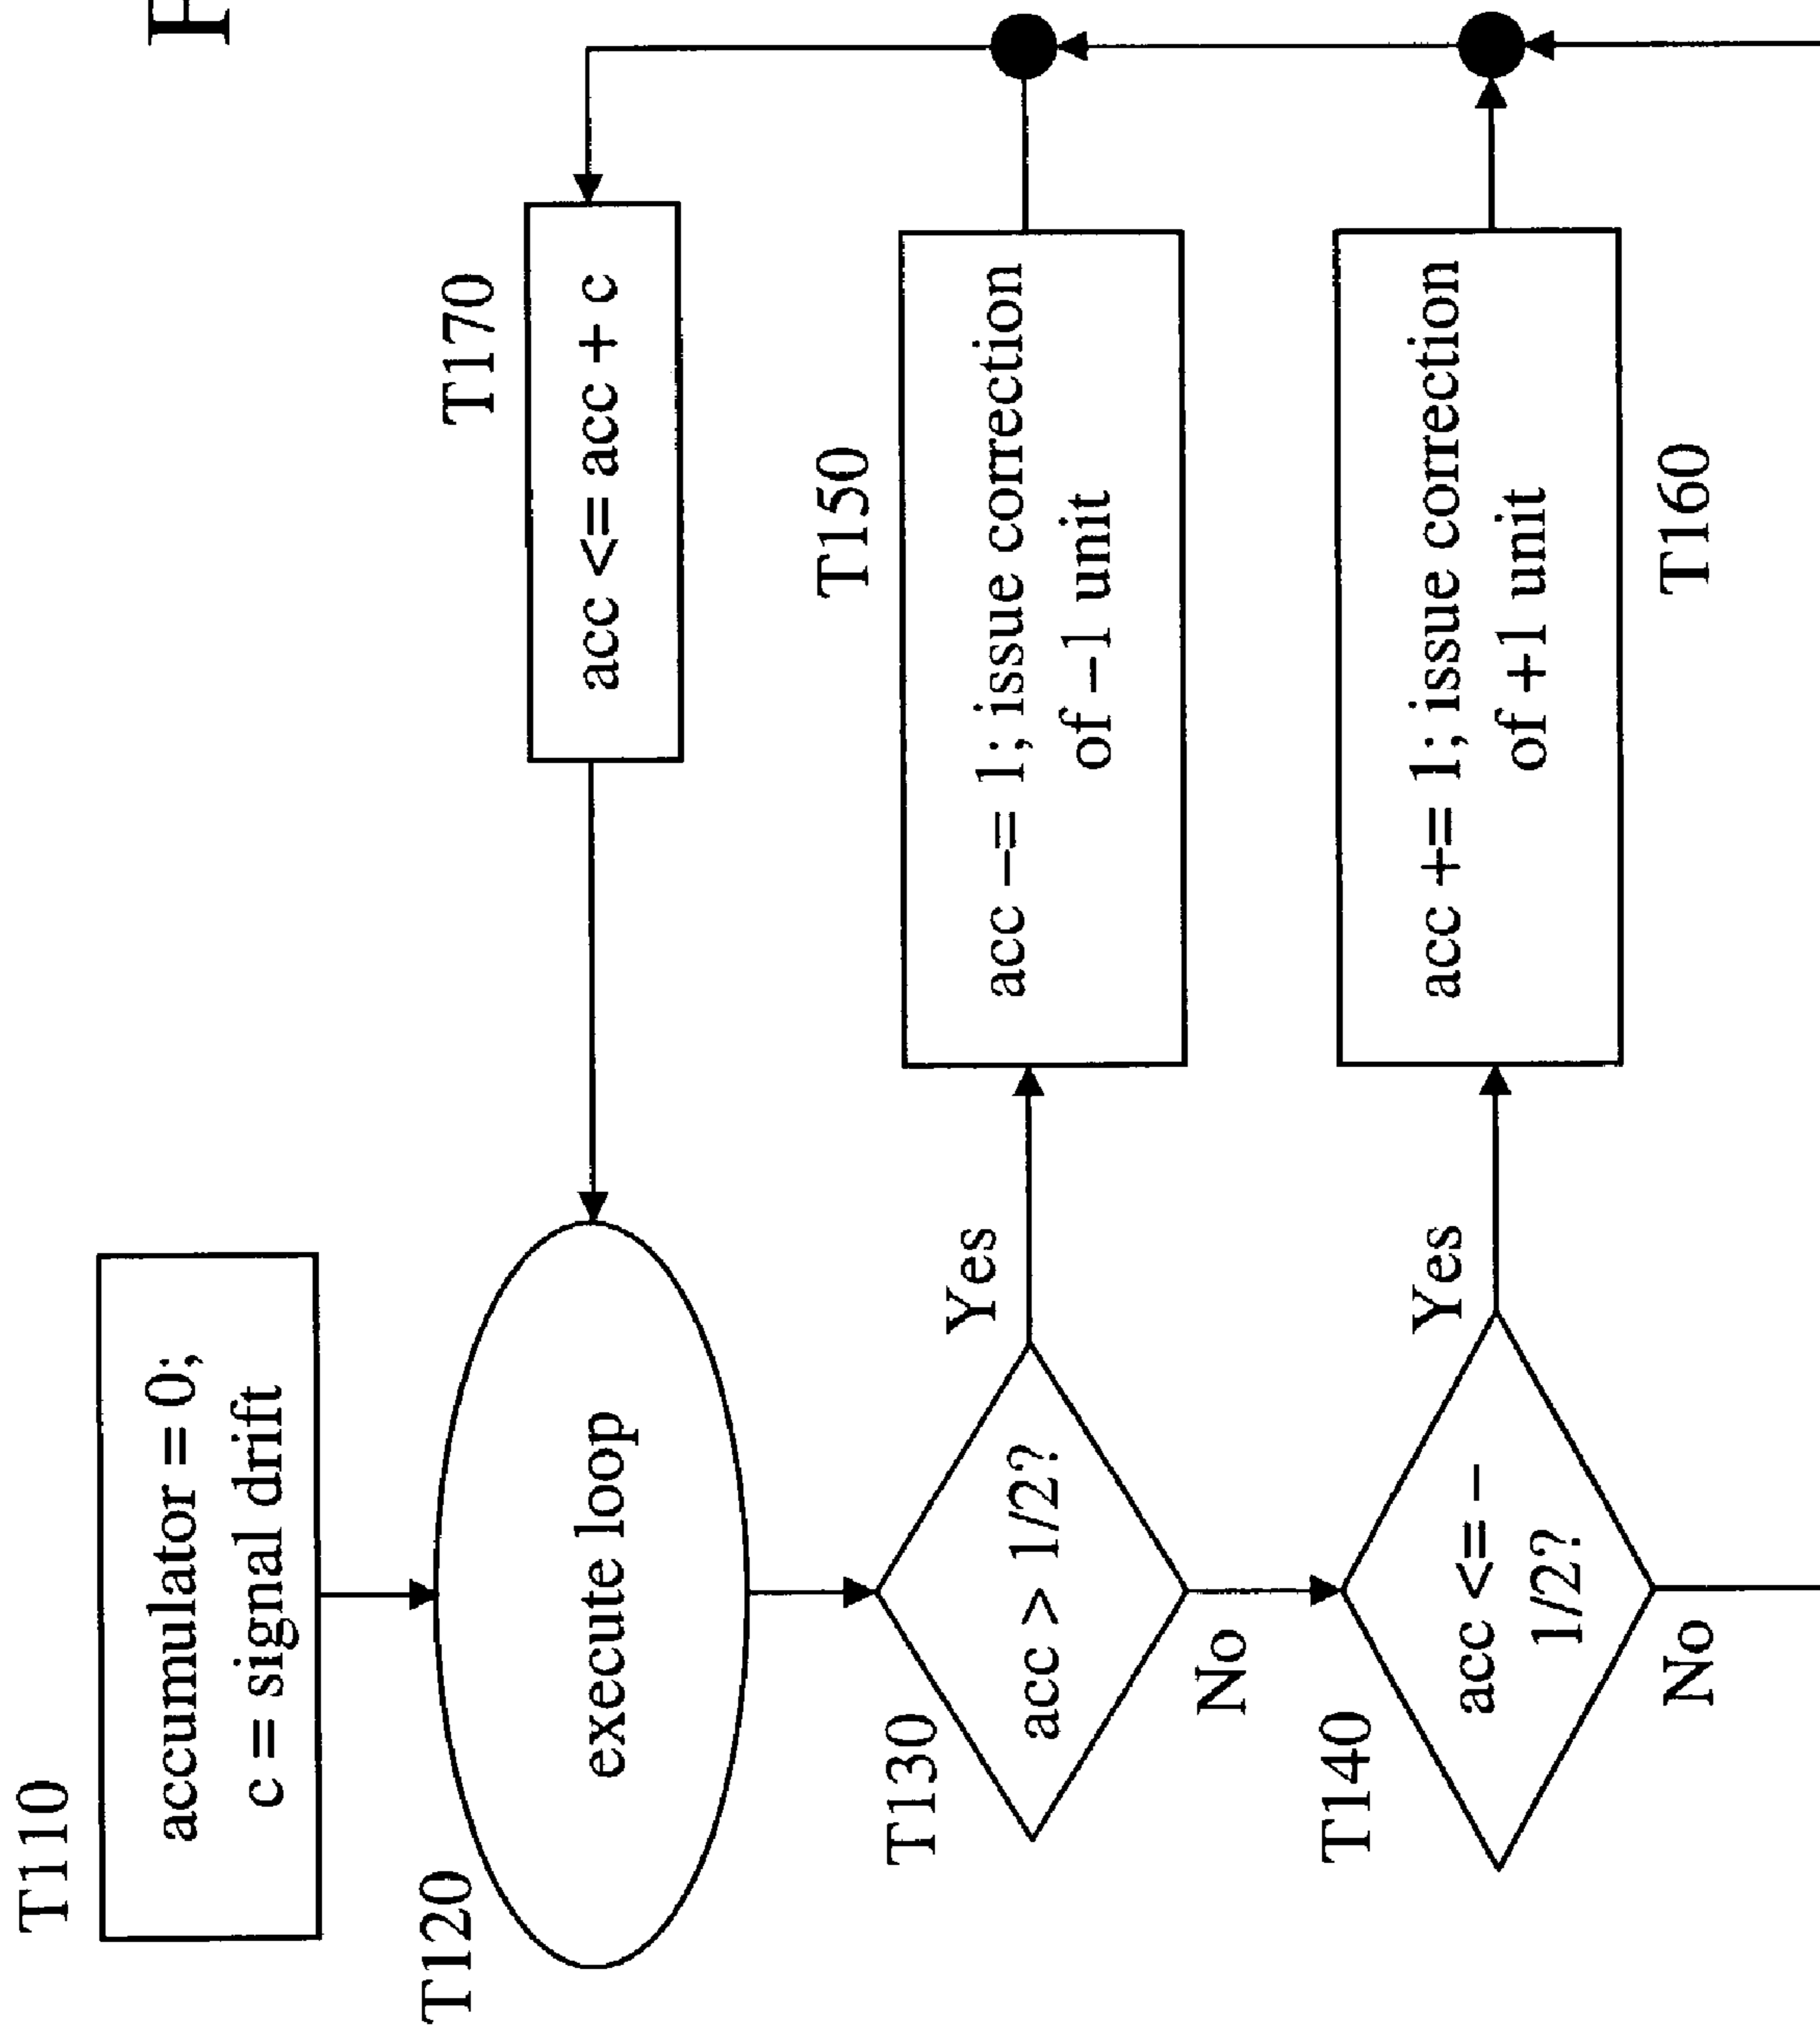 T110
accumulator = 0;
c = signal drift
T120
execute loop
T170
acc <= acc + c
T130
acc > 1/2?
Yes
No
T150
acc −= 1; issue correction
of −1 unit
T140
acc <= −
1/2?
Yes
No
acc += 1; issue correction
of +1 unit
T160